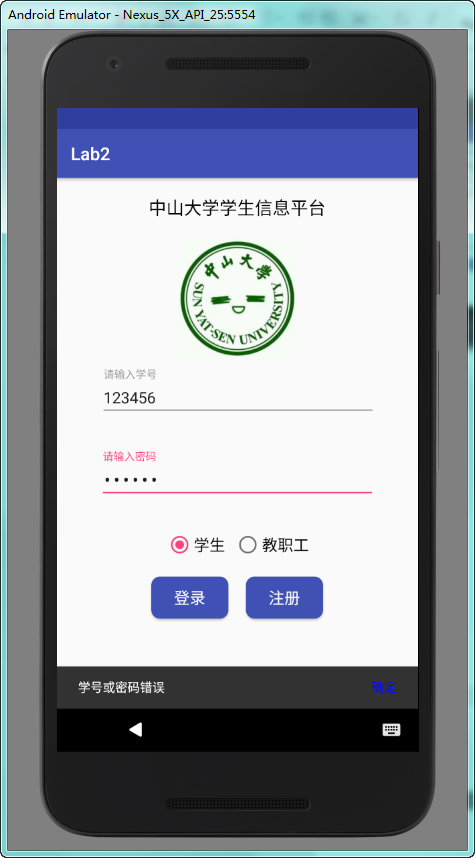 Android Emulator - Nexus_5X_API_25:5554
Lab2
中山大学学生信息平台
中山大学
SUN YAT-SEN UNIVERSITY
请输入学号
123456
请输入密码
••••••
学生 教职工
登录 注册
学号或密码错误 确定